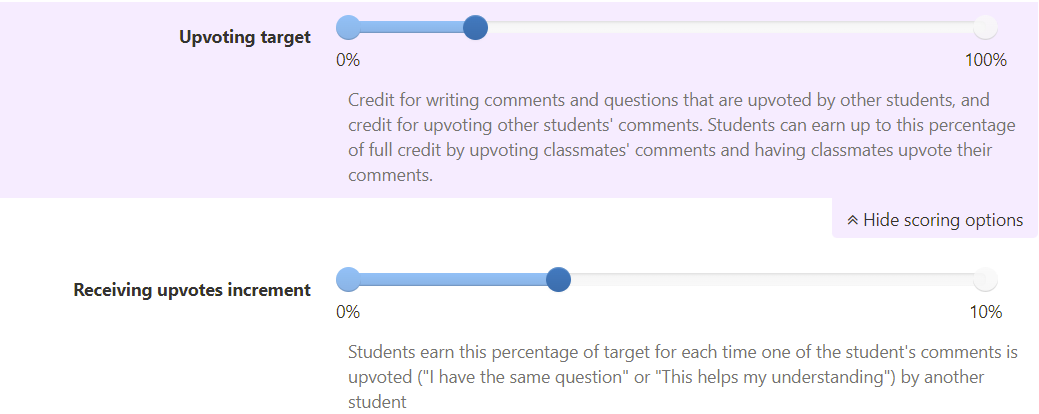 Upvoting target
0%
100%
Credit for writing comments and questions that are upvoted by other students, and
credit for upvoting other students' comments. Students can earn up to this percentage
of full credit by upvoting classmates' comments and having classmates upvote their
comments.
Hide scoring options
Receiving upvotes increment
0%
10%
Students earn this percentage of target for each time one of the student's comments is
upvoted ("I have the same question" or "This helps my understanding") by another
student